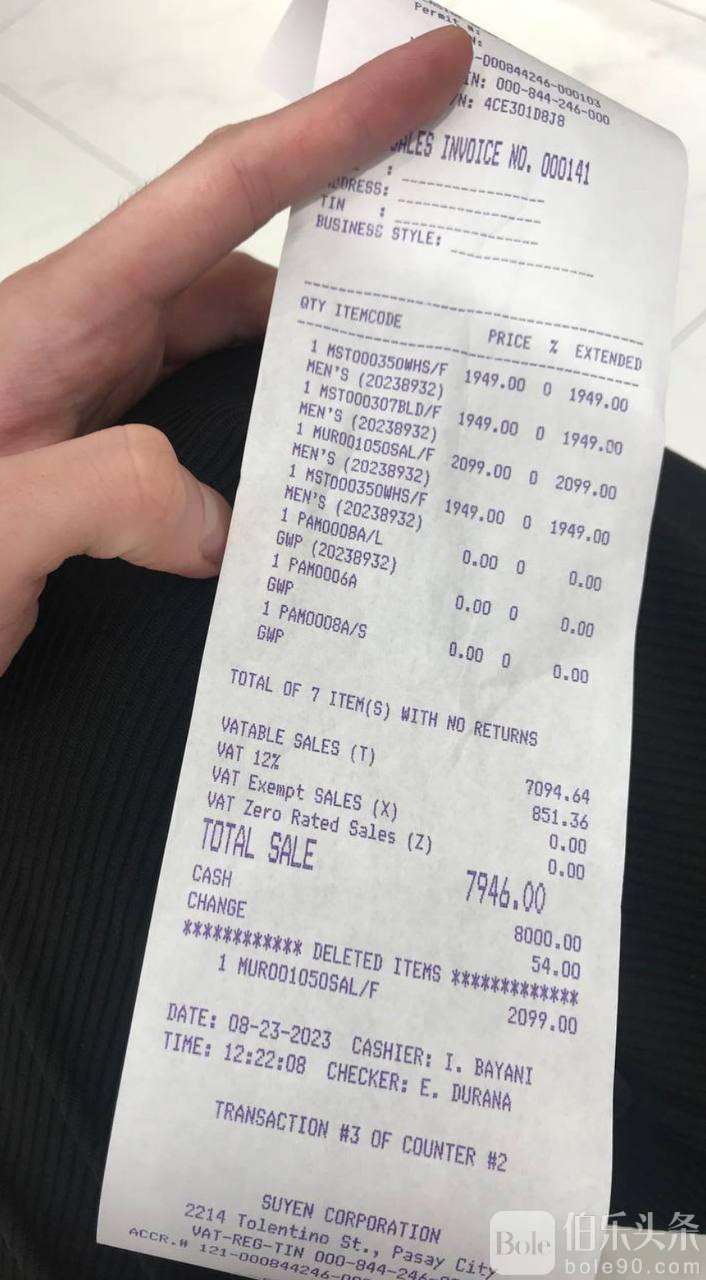 Permit #:
-000844246-000103
IN: 000-844-246-000
/N: 4CE301D8J8
SALES INVOICE NO. 000141
:
ADDRESS:
TIN :
BUSINESS STYLE:
QTY ITEMCODE PRICE % EXTENDED
1 MST000350WHS/F 1949.00 0 1949.00
MEN'S (20238932)
1 MST000307BLD/F 1949.00 0 1949.00
MEN'S (20238932)
1 MUR001050SAL/F 2099.00 0 2099.00
MEN'S (20238932)
1 MST000350WHS/F 1949.00 0 1949.00
MEN'S (20238932)
1 PAM0008A/L 0.00 0 0.00
GWP (20238932)
1 PAM0006A 0.00 0 0.00
GWP
1 PAM0008A/S 0.00 0 0.00
GWP
TOTAL OF 7 ITEM(S) WITH NO RETURNS
VATABLE SALES (T) 7094.64
VAT 12% 851.36
VAT Exempt SALES (X) 0.00
VAT Zero Rated Sales (Z) 0.00
TOTAL SALE 7946.00
CASH 8000.00
CHANGE 54.00
************ DELETED ITEMS *************
1 MUR001050SAL/F 2099.00
DATE: 08-23-2023 CASHIER: I. BAYANI
TIME: 12:22:08 CHECKER: E. DURANA
TRANSACTION #3 OF COUNTER #2
SUYEN CORPORATION
2214 Tolentino St., Pasay City
VAT-REG-TIN 000-844-246-00
ACCR.# 121-000844246-00
Bole 伯乐头条
bole90.com